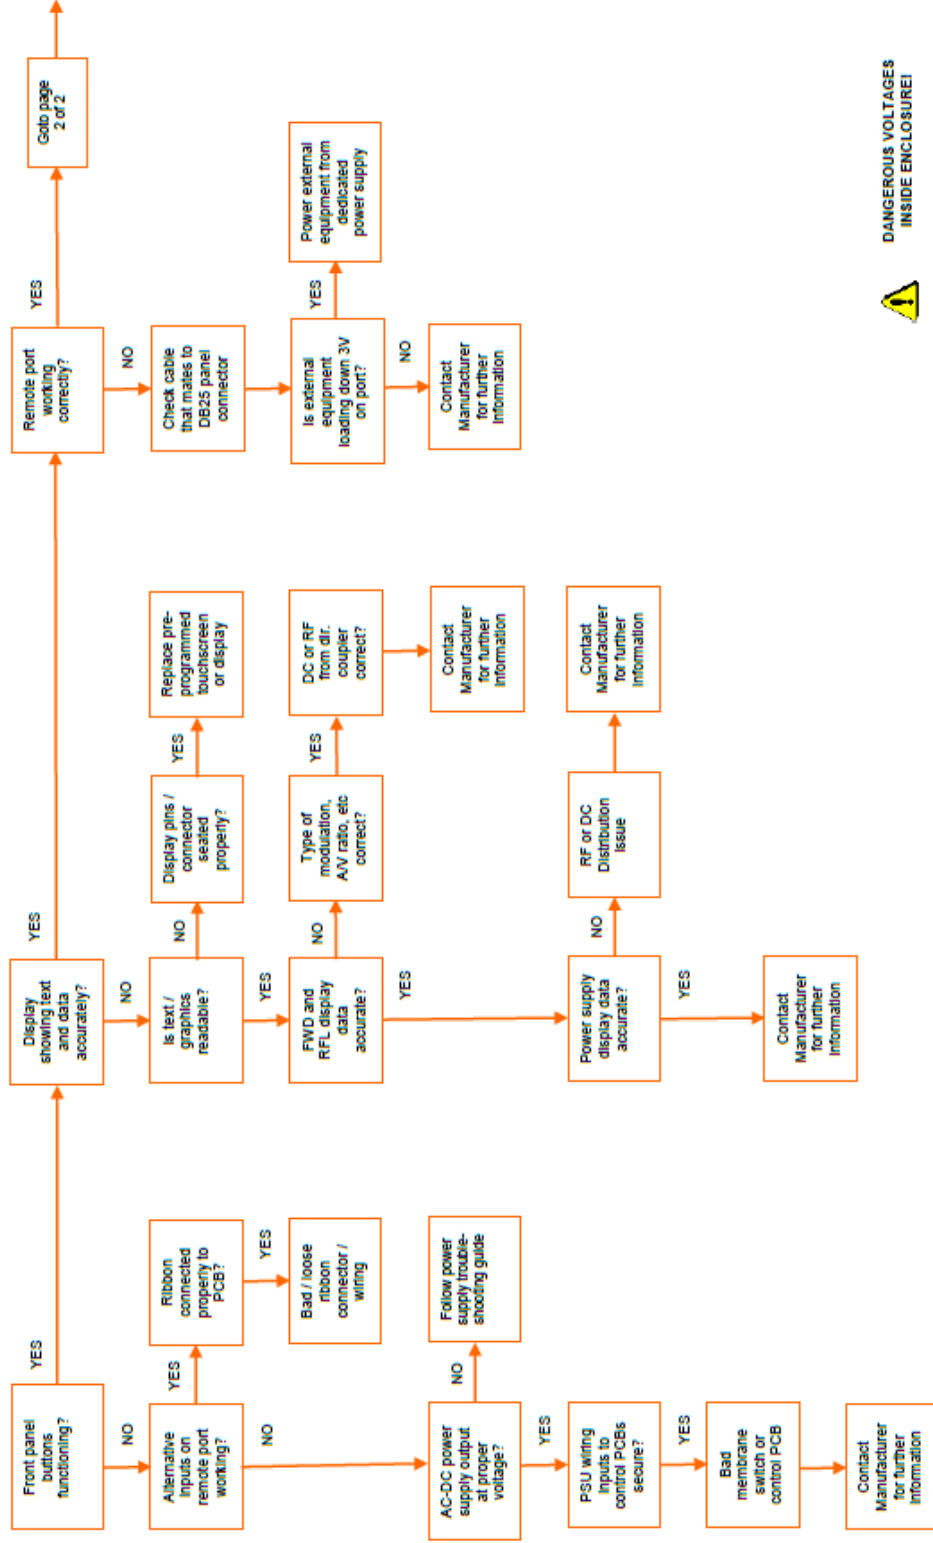 Front panel
buttons
functioning?
YES
Display
showing text
and data
accurately?
YES
Remote port
working
correctly?
YES
Goto page
2 of 2
NO
NO
NO
Alternative
Inputs on
remote port
working?
YES
Ribbon
connected
properly to
PCB?
Is text /
graphics
readable?
NO
Display pins /
connector
seated
properly?
YES
Replace pre-
programmed
touchscreen
or display
Check cable
that mates to
DB25 panel
connector
NO
YES
YES
Bad / loose
ribbon
connector /
wiring
FWD and
RFL display
data
accurate?
NO
Type of
modulation,
A/V ratio, etc
correct?
YES
DC or RF
from dir.
coupler
correct?
Is external
equipment
loading down 3V
on port?
YES
Power external
equipment from
dedicated
power supply
YES
NO
AC-DC power
supply output
at proper
voltage?
NO
Follow power
supply trouble-
shooting guide
Contact
Manufacturer
for further
Information
Contact
Manufacturer
for further
Information
YES
PSU wiring
Inputs to
control PCBs
secure?
Power supply
display data
accurate?
NO
RF or DC
Distribution
Issue
Contact
Manufacturer
for further
Information
YES
YES
Bad
membrane
switch or
control PCB
Contact
Manufacturer
for further
Information
Contact
Manufacturer
for further
Information
DANGEROUS VOLTAGES
INSIDE ENCLOSURE!